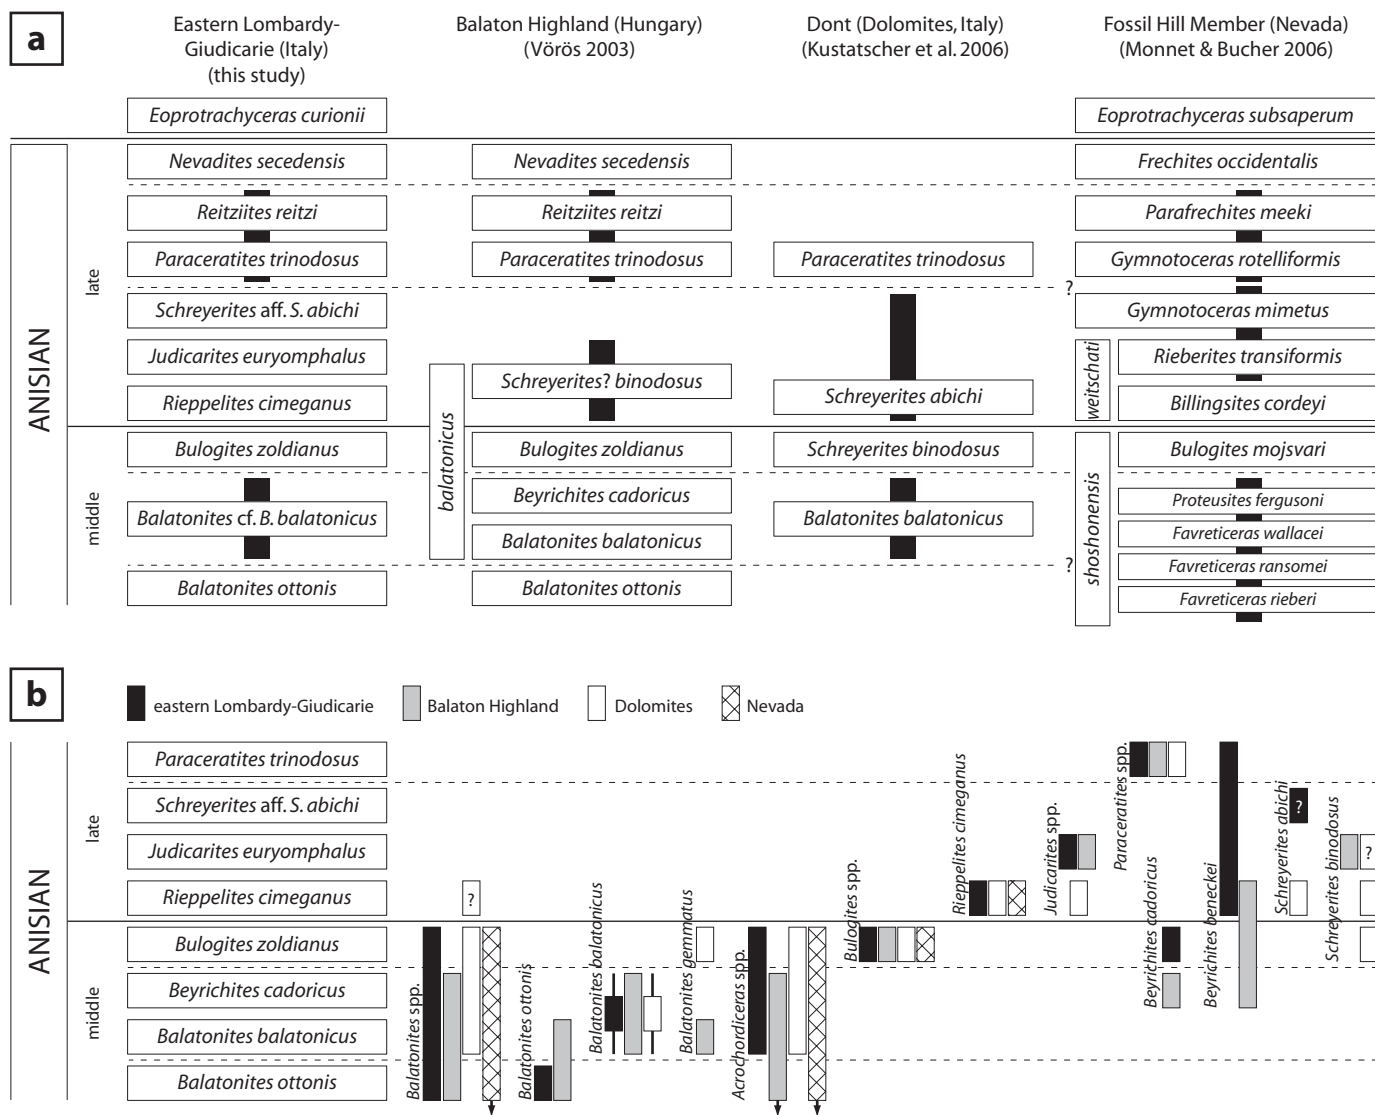 a
Eastern Lombardy-
Giudicarie (Italy)
(this study)
Balaton Highland (Hungary)
(Vörös 2003)
Dont (Dolomites, Italy)
(Kustatscher et al. 2006)
Fossil Hill Member (Nevada)
(Monnet & Bucher 2006)
ANISIAN
late
middle
Eoprotrachyceras curionii
Nevadites secedensis
Reitziites reitzi
Paraceratites trinodosus
Schreyerites aff. S. abichi
Judicarites euryomphalus
Rieppelites cimeganus
Bulogites zoldianus
Balatonites cf. B. balatonicus
Balatonites ottonis
balatonicus
Nevadites secedensis
Reitziites reitzi
Paraceratites trinodosus
Schreyerites? binodosus
Bulogites zoldianus
Beyrichites cadoricus
Balatonites balatonicus
Balatonites ottonis
Paraceratites trinodosus
Schreyerites abichi
Schreyerites binodosus
Balatonites balatonicus
?
?
weitschati
shoshonensis
Eoprotrachyceras subsaperum
Frechites occidentalis
Parafrechites meeki
Gymnotoceras rotelliformis
Gymnotoceras mimetus
Rieberites transiformis
Billingsites cordeyi
Bulogites mojsvari
Proteusites fergusoni
Favreticeras wallacei
Favreticeras ransomei
Favreticeras rieberi
b
eastern Lombardy-Giudicarie
Balaton Highland
Dolomites
Nevada
ANISIAN
late
middle
Paraceratites trinodosus
Schreyerites aff. S. abichi
Judicarites euryomphalus
Rieppelites cimeganus
Bulogites zoldianus
Beyrichites cadoricus
Balatonites balatonicus
Balatonites ottonis
Balatonites spp.
?
Balatonites ottonis
Balatonites balatonicus
Balatonites gemmatus
Acrochordiceras spp.
Bulogites spp.
Rieppelites cimeganus
Judicarites spp.
Paraceratites spp.
Beyrichites cadoricus
Beyrichites beneckei
Schreyerites abichi
?
Schreyerites binodosus
?